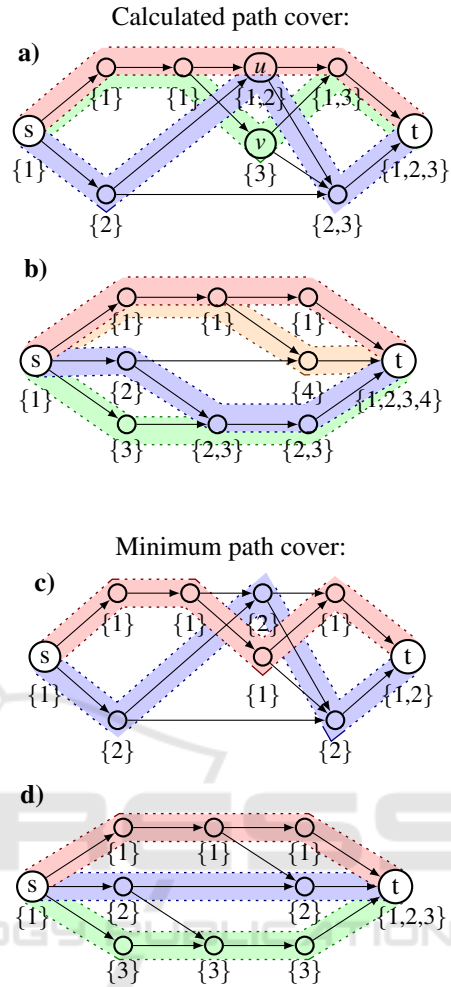 Calculated path cover:
a)
u
{1} {1} {1,2} {1,3}
s v t
{1} {3} {1,2,3}
{2} {2,3}
b)
{1} {1} {1}
s t
{1} {2} {4} {1,2,3,4}
{3} {2,3} {2,3}
Minimum path cover:
c)
{1} {1} {2} {1}
s t
{1} {1} {1,2}
{2} {2}
d)
{1} {1} {1}
s t
{1} {2} {2} {1,2,3}
{3} {3} {3}